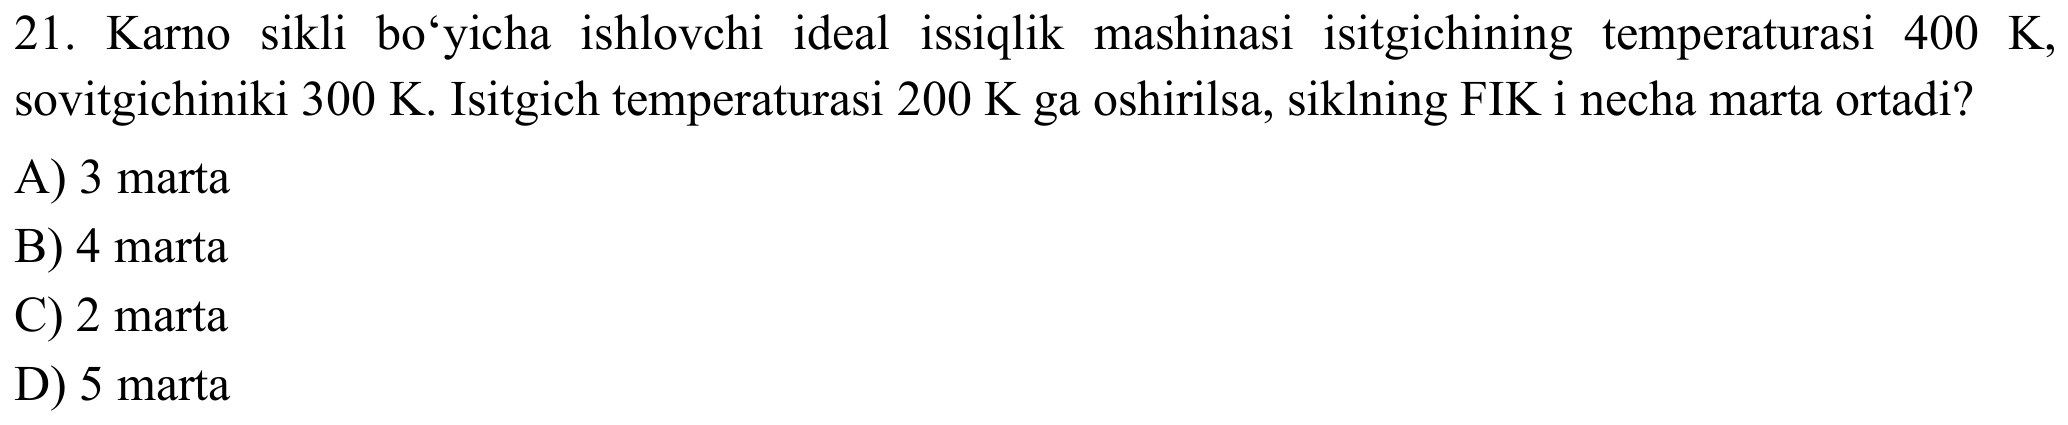 21. Karno sikli bo‘yicha ishlovchi ideal issiqlik mashinasi isitgichining temperaturasi 400 K,
sovitgichiniki 300 K. Isitgich temperaturasi 200 K ga oshirilsa, siklning FIK i necha marta ortadi?
A) 3 marta
B) 4 marta
C) 2 marta
D) 5 marta